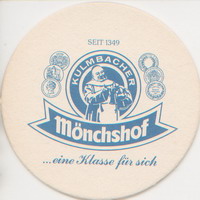 SEIT 1349
KULMBACHER
Mönchshof
...eine Klasse für sich